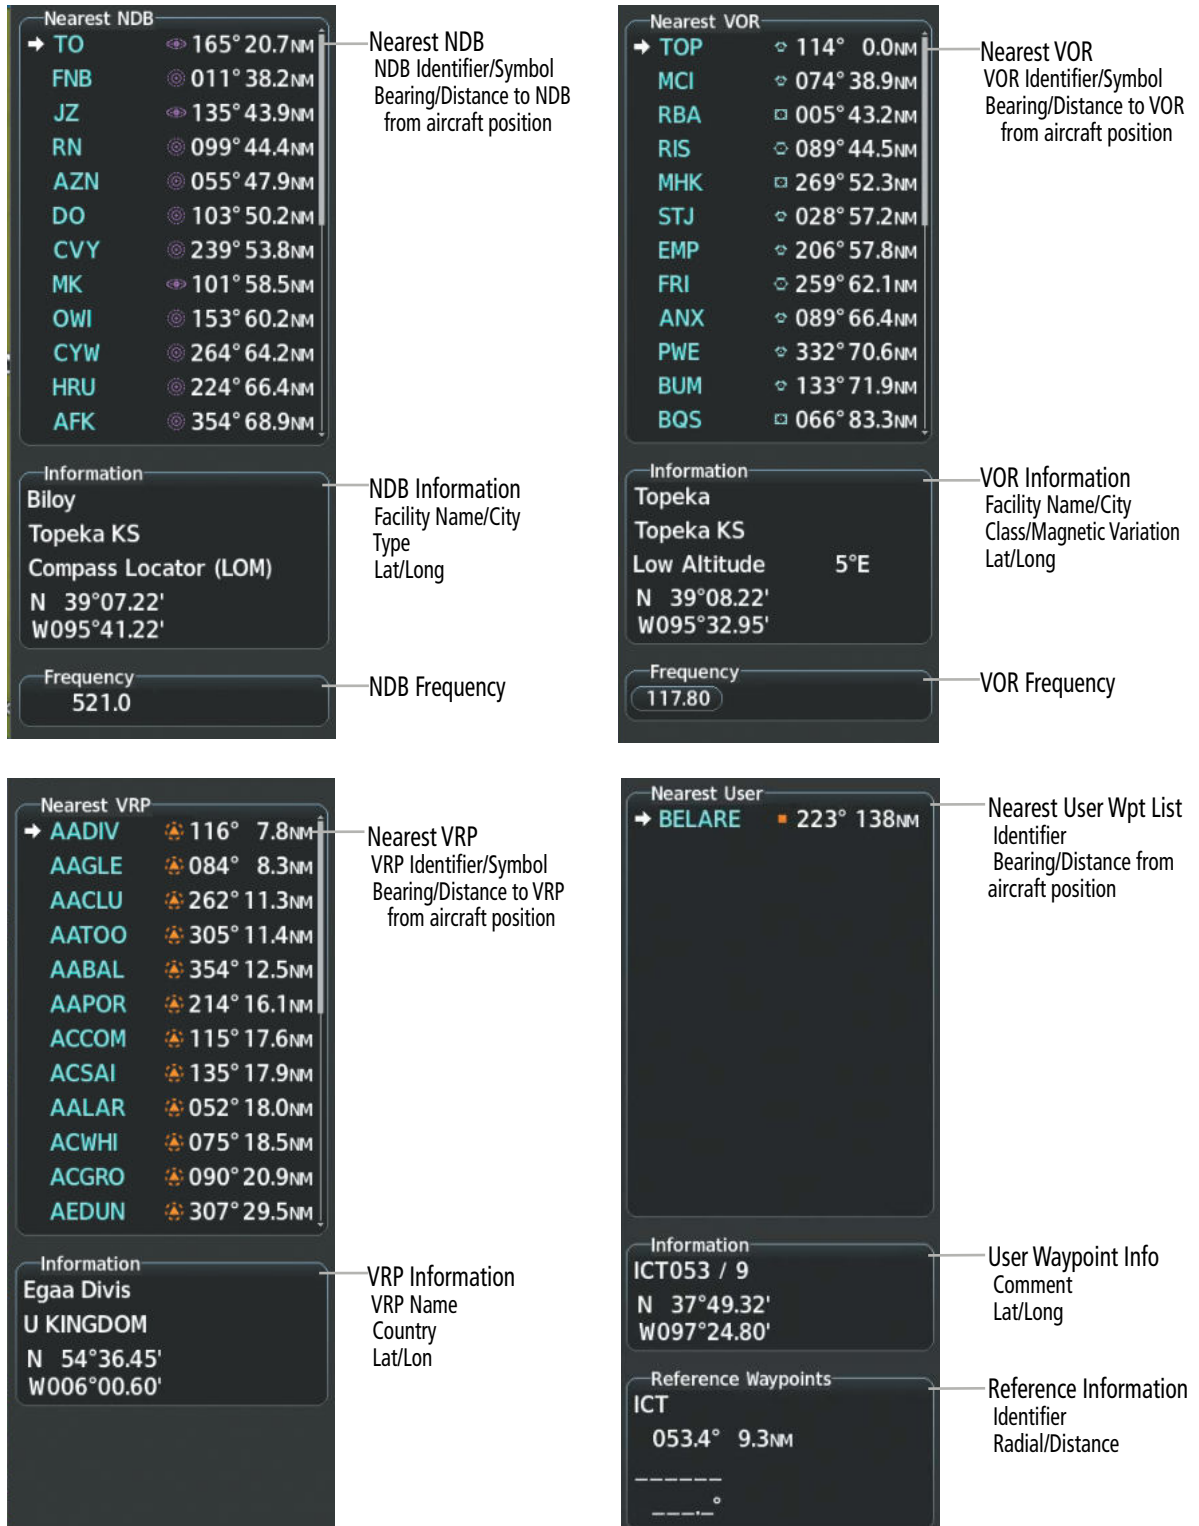 Nearest NDB
TO 165° 20.7NM
FNB 011° 38.2NM
JZ 135° 43.9NM
RN 099° 44.4NM
AZN 055° 47.9NM
DO 103° 50.2NM
CVY 239° 53.8NM
MK 101° 58.5NM
OWI 153° 60.2NM
CYW 264° 64.2NM
HRU 224° 66.4NM
AFK 354° 68.9NM
Nearest NDB
NDB Identifier/Symbol
Bearing/Distance to NDB
from aircraft position
Information
Biloy
Topeka KS
Compass Locator (LOM)
N 39°07.22'
W095°41.22'
NDB Information
Facility Name/City
Type
Lat/Long
Frequency
521.0
NDB Frequency
Nearest VOR
TOP 114° 0.0NM
MCI 074° 38.9NM
RBA 005° 43.2NM
RIS 089° 44.5NM
MHK 269° 52.3NM
STJ 028° 57.2NM
EMP 206° 57.8NM
FRI 259° 62.1NM
ANX 089° 66.4NM
PWE 332° 70.6NM
BUM 133° 71.9NM
BQS 066° 83.3NM
Nearest VOR
VOR Identifier/Symbol
Bearing/Distance to VOR
from aircraft position
Information
Topeka
Topeka KS
Low Altitude 5°E
N 39°08.22'
W095°32.95'
VOR Information
Facility Name/City
Class/Magnetic Variation
Lat/Long
Frequency
117.80
VOR Frequency
Nearest VRP
AADIV 116° 7.8NM
AAGLE 084° 8.3NM
AACLU 262° 11.3NM
AATOO 305° 11.4NM
AABAL 354° 12.5NM
AAPOR 214° 16.1NM
ACCOM 115° 17.6NM
ACSAI 135° 17.9NM
AALAR 052° 18.0NM
ACWHI 075° 18.5NM
ACGRO 090° 20.9NM
AEDUN 307° 29.5NM
Nearest VRP
VRP Identifier/Symbol
Bearing/Distance to VRP
from aircraft position
Information
Egaa Divis
U KINGDOM
N 54°36.45'
W006°00.60'
VRP Information
VRP Name
Country
Lat/Lon
Nearest User
BELARE 223° 138NM
Nearest User Wpt List
Identifier
Bearing/Distance from
aircraft position
Information
ICT053 / 9
N 37°49.32'
W097°24.80'
User Waypoint Info
Comment
Lat/Long
Reference Waypoints
ICT
053.4° 9.3NM
______
___._°
Reference Information
Identifier
Radial/Distance